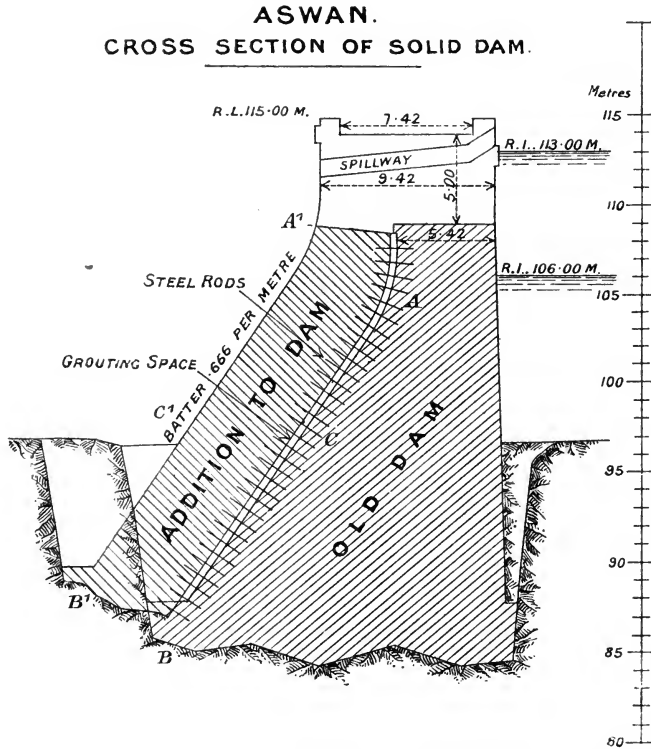 ASWAN.
CROSS SECTION OF SOLID DAM.
Metres
R.L.115·00 M.
7·42
115
R.L.113·00 M.
SPILLWAY
9·42
5·00
110
A¹
5·42
R.L.106·00 M.
STEEL RODS
105
A
BATTER ·666 PER METRE
GROUTING SPACE
100
ADDITION TO DAM
C¹
C
OLD DAM
95
90
B¹
B
85
80